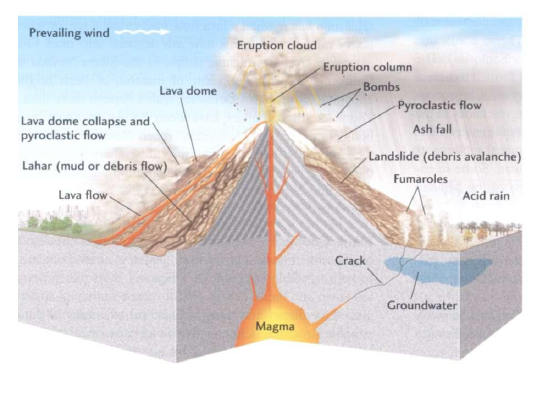 Prevailing wind
Eruption cloud
Eruption column
Bombs
Lava dome
Pyroclastic flow
Lava dome collapse and
pyroclastic flow
Ash fall
Landslide (debris avalanche)
Lahar (mud or debris flow)
Fumaroles
Lava flow
Acid rain
Crack
Groundwater
Magma